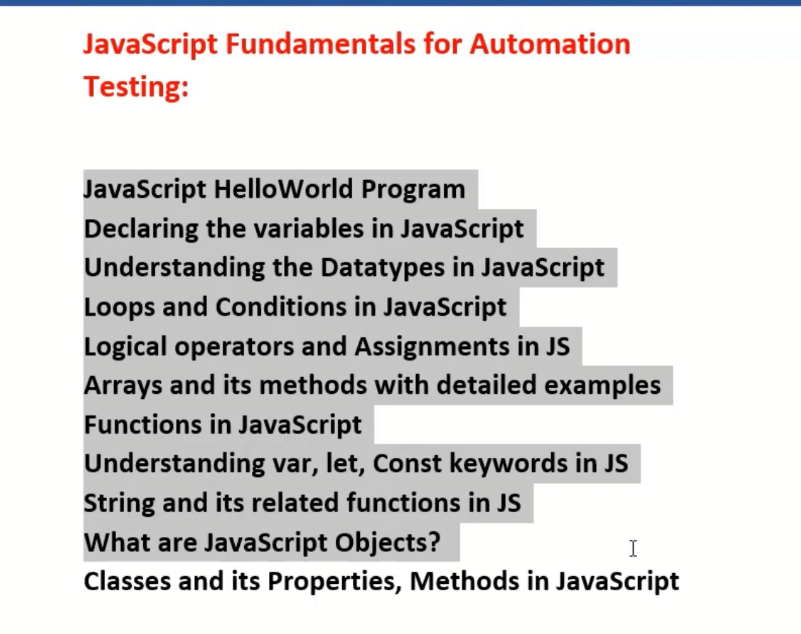 JavaScript Fundamentals for Automation
Testing:
JavaScript HelloWorld Program
Declaring the variables in JavaScript
Understanding the Datatypes in JavaScript
Loops and Conditions in JavaScript
Logical operators and Assignments in JS
Arrays and its methods with detailed examples
Functions in JavaScript
Understanding var, let, Const keywords in JS
String and its related functions in JS
What are JavaScript Objects?
Classes and its Properties, Methods in JavaScript